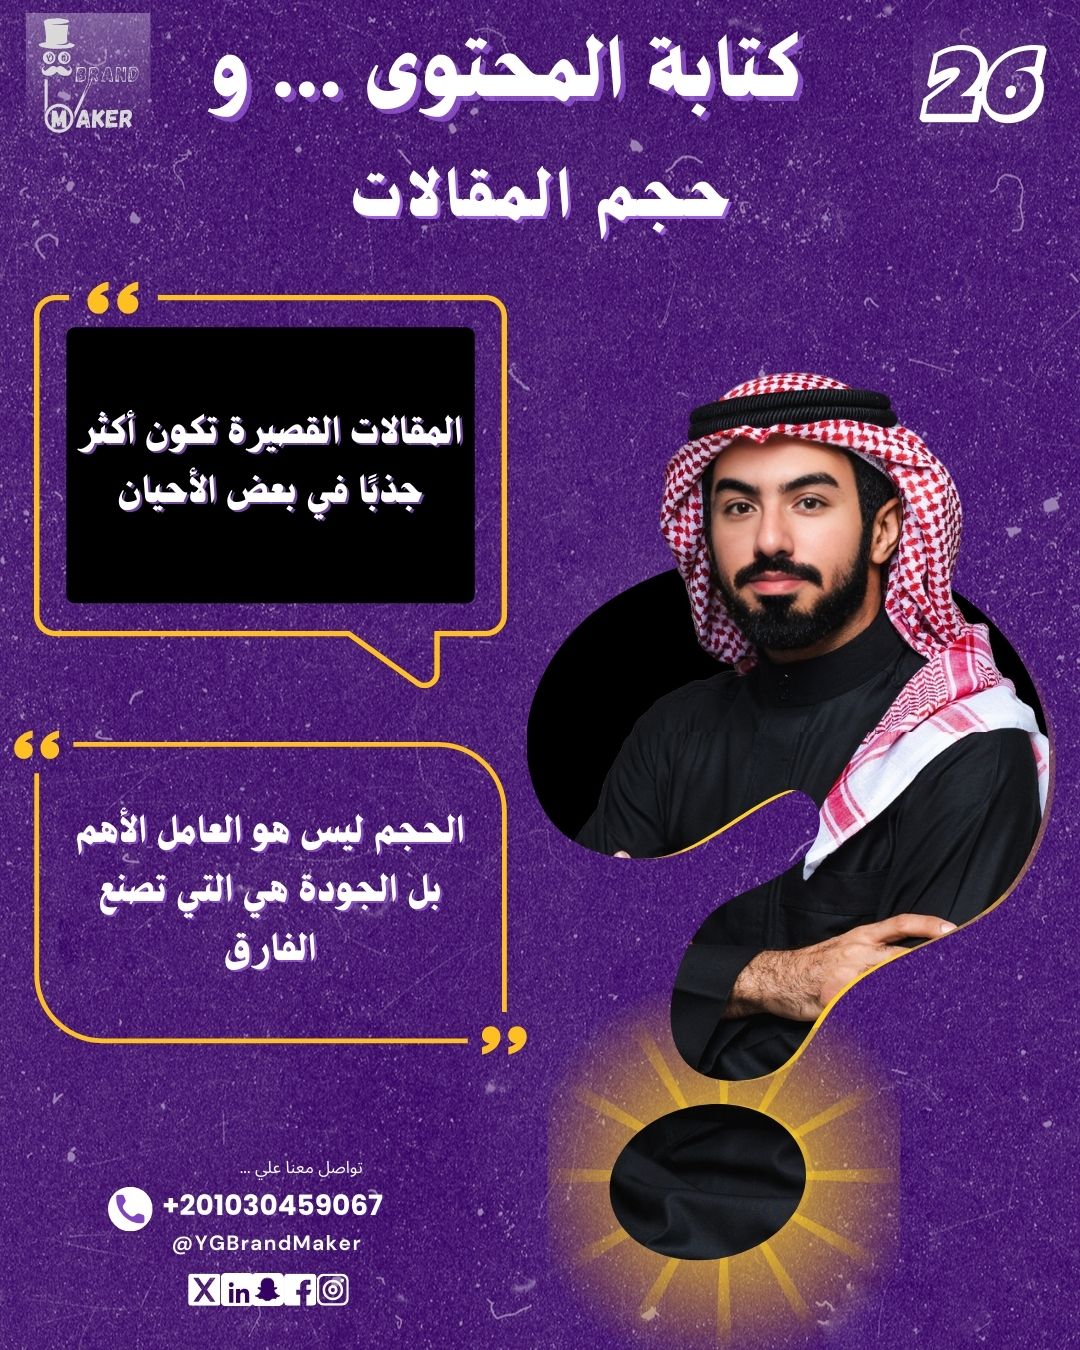 BRAND
MAKER
26
كتابة المحتوى ... و
حجم المقالات
المقالات القصيرة تكون أكثر
جذبًا في بعض الأحيان
الحجم ليس هو العامل الأهم
بل الجودة هي التي تصنع
الفارق
تواصل معنا علي ...
+201030459067
@YGBrandMaker